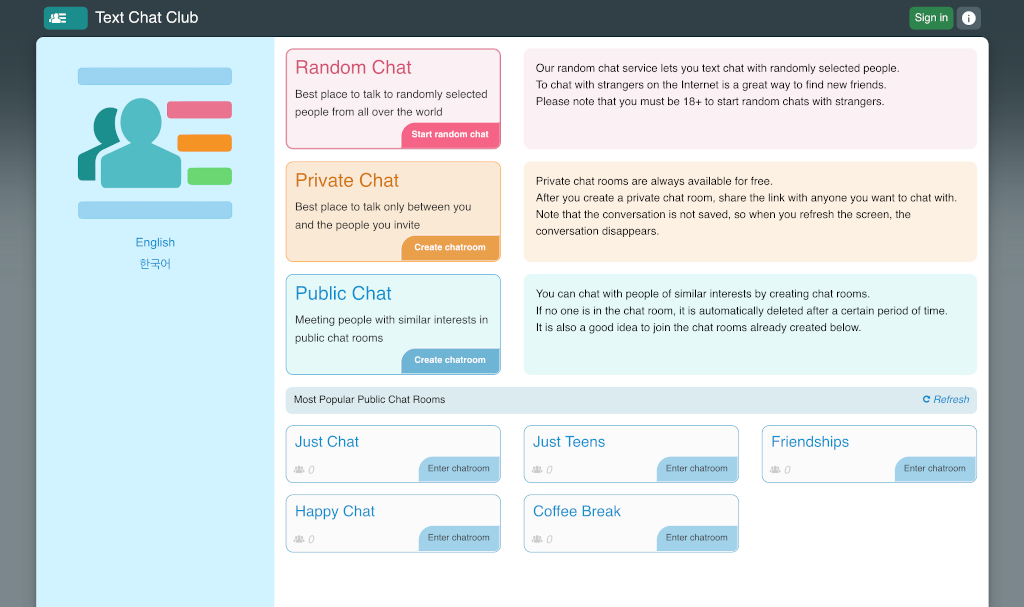 Text Chat Club
Sign in
English
한국어
Random Chat
Best place to talk to randomly selected
people from all over the world
Start random chat
Our random chat service lets you text chat with randomly selected people.
To chat with strangers on the Internet is a great way to find new friends.
Please note that you must be 18+ to start random chats with strangers.
Private Chat
Best place to talk only between you
and the people you invite
Create chatroom
Private chat rooms are always available for free.
After you create a private chat room, share the link with anyone you want to chat with.
Note that the conversation is not saved, so when you refresh the screen, the
conversation disappears.
Public Chat
Meeting people with similar interests in
public chat rooms
Create chatroom
You can chat with people of similar interests by creating chat rooms.
If no one is in the chat room, it is automatically deleted after a certain period of time.
It is also a good idea to join the chat rooms already created below.
Most Popular Public Chat Rooms
Refresh
Just Chat
0
Enter chatroom
Just Teens
0
Enter chatroom
Friendships
0
Enter chatroom
Happy Chat
0
Enter chatroom
Coffee Break
0
Enter chatroom